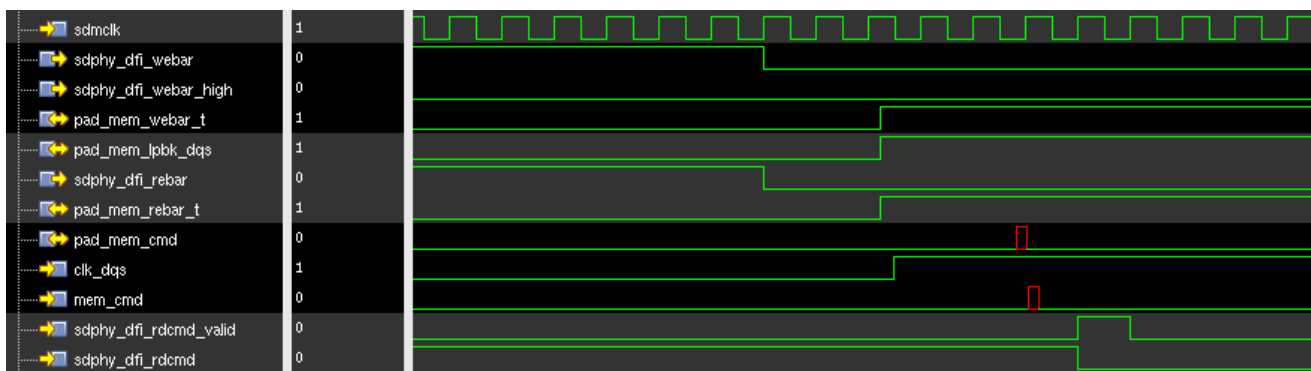 sdmclk 1
sdphy_dfi_webar 0
sdphy_dfi_webar_high 0
pad_mem_webar_t 1
pad_mem_lpbk_dqs 1
sdphy_dfi_rebar 0
pad_mem_rebar_t 1
pad_mem_cmd 0
clk_dqs 1
mem_cmd 0
sdphy_dfi_rdcmd_valid 0
sdphy_dfi_rdcmd 0